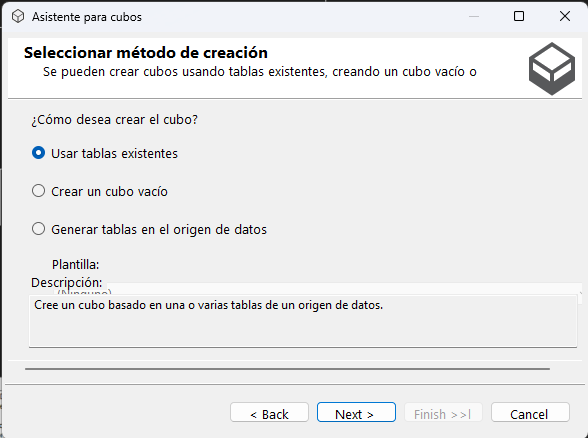 Asistente para cubos
Seleccionar método de creación
Se pueden crear cubos usando tablas existentes, creando un cubo vacío o
¿Cómo desea crear el cubo?
Usar tablas existentes
Crear un cubo vacío
Generar tablas en el origen de datos
Plantilla:
(Ninguno)
Descripción:
Cree un cubo basado en una o varias tablas de un origen de datos.
< Back
Next >
Finish >>|
Cancel